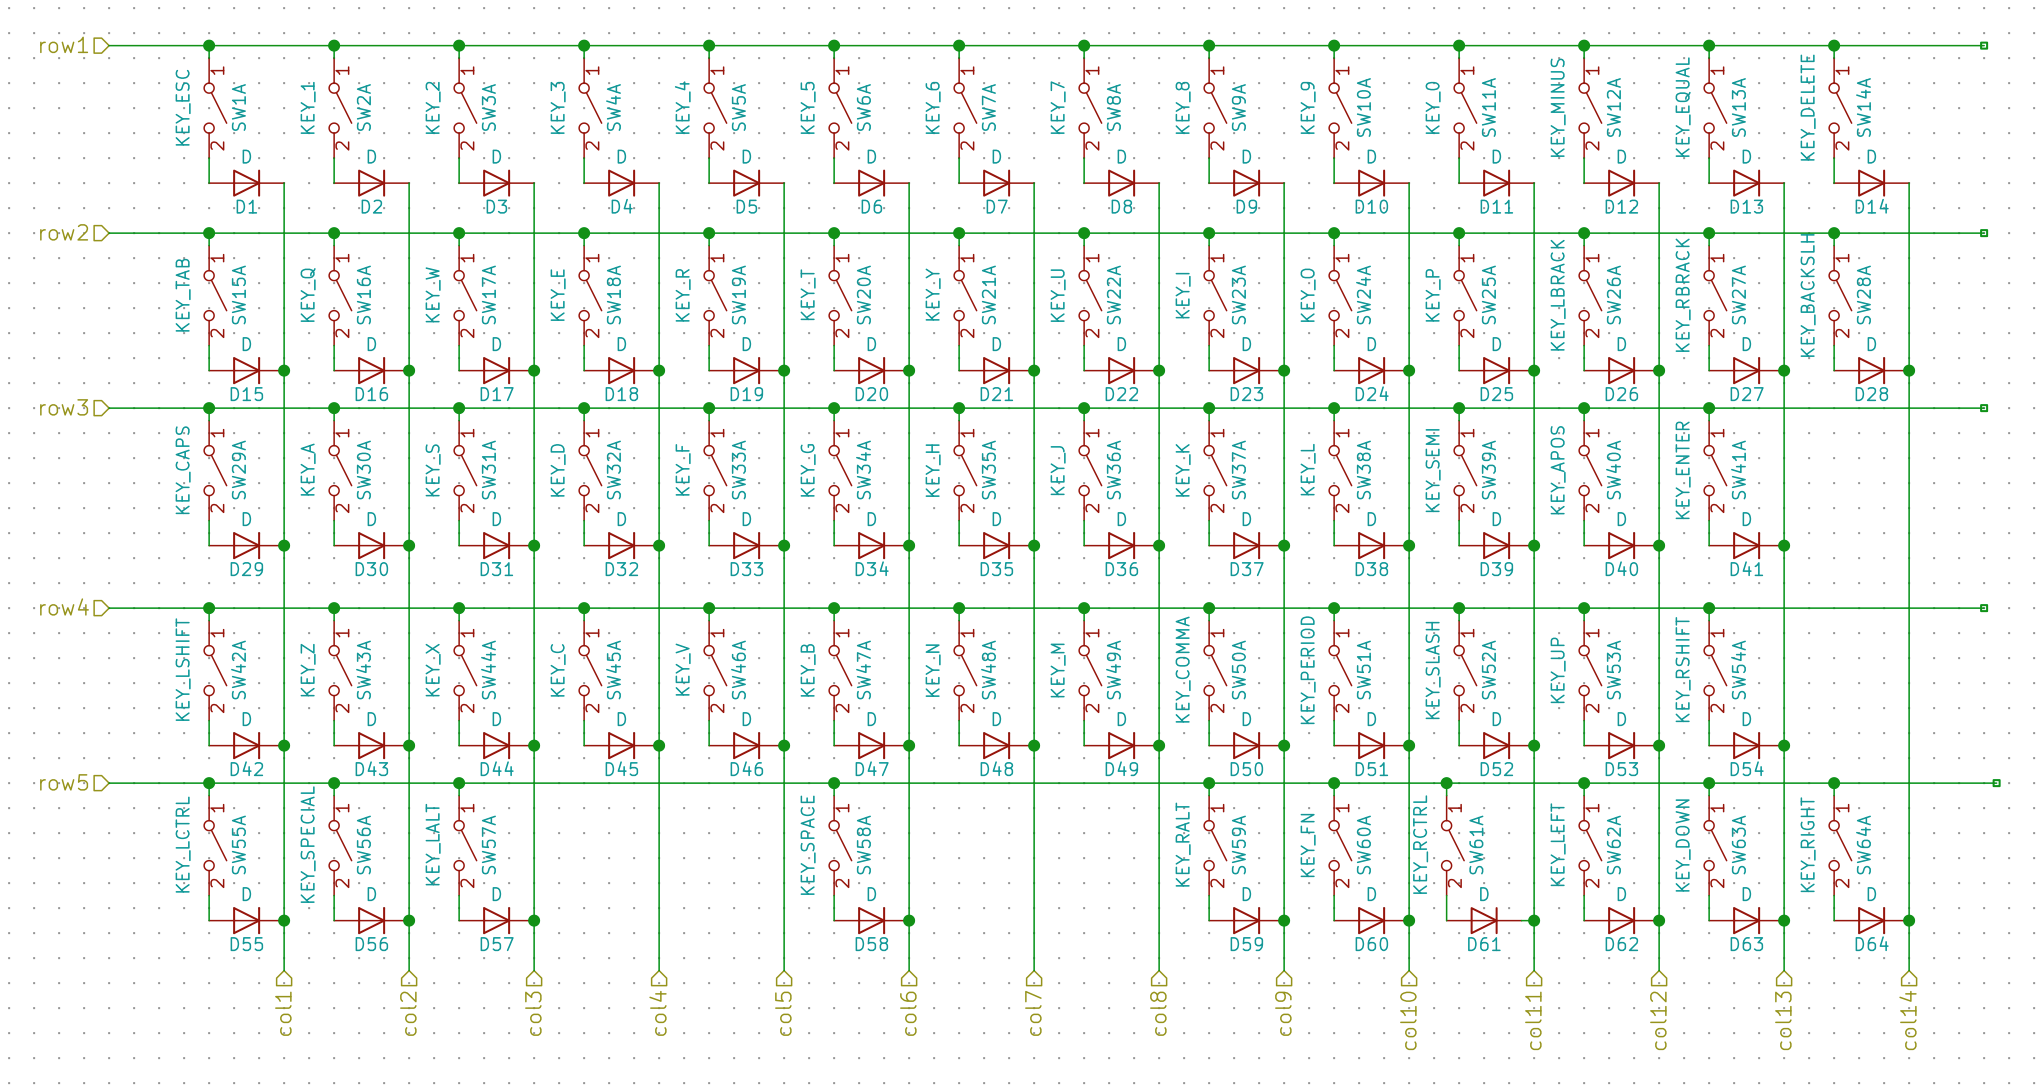 row1
KEY_ESC 1 2 SW1A D D1
KEY_1 1 2 SW2A D D2
KEY_2 1 2 SW3A D D3
KEY_3 1 2 SW4A D D4
KEY_4 1 2 SW5A D D5
KEY_5 1 2 SW6A D D6
KEY_6 1 2 SW7A D D7
KEY_7 1 2 SW8A D D8
KEY_8 1 2 SW9A D D9
KEY_9 1 2 SW10A D D10
KEY_0 1 2 SW11A D D11
KEY_MINUS 1 2 SW12A D D12
KEY_EQUAL 1 2 SW13A D D13
KEY_DELETE 1 2 SW14A D D14
row2
KEY_TAB 1 2 SW15A D D15
KEY_Q 1 2 SW16A D D16
KEY_W 1 2 SW17A D D17
KEY_E 1 2 SW18A D D18
KEY_R 1 2 SW19A D D19
KEY_T 1 2 SW20A D D20
KEY_Y 1 2 SW21A D D21
KEY_U 1 2 SW22A D D22
KEY_I 1 2 SW23A D D23
KEY_O 1 2 SW24A D D24
KEY_P 1 2 SW25A D D25
KEY_LBRACK 1 2 SW26A D D26
KEY_RBRACK 1 2 SW27A D D27
KEY_BACKSLH 1 2 SW28A D D28
row3
KEY_CAPS 1 2 SW29A D D29
KEY_A 1 2 SW30A D D30
KEY_S 1 2 SW31A D D31
KEY_D 1 2 SW32A D D32
KEY_F 1 2 SW33A D D33
KEY_G 1 2 SW34A D D34
KEY_H 1 2 SW35A D D35
KEY_J 1 2 SW36A D D36
KEY_K 1 2 SW37A D D37
KEY_L 1 2 SW38A D D38
KEY_SEMI 1 2 SW39A D D39
KEY_APOS 1 2 SW40A D D40
KEY_ENTER 1 2 SW41A D D41
row4
KEY_LSHIFT 1 2 SW42A D D42
KEY_Z 1 2 SW43A D D43
KEY_X 1 2 SW44A D D44
KEY_C 1 2 SW45A D D45
KEY_V 1 2 SW46A D D46
KEY_B 1 2 SW47A D D47
KEY_N 1 2 SW48A D D48
KEY_M 1 2 SW49A D D49
KEY_COMMA 1 2 SW50A D D50
KEY_PERIOD 1 2 SW51A D D51
KEY_SLASH 1 2 SW52A D D52
KEY_UP 1 2 SW53A D D53
KEY_RSHIFT 1 2 SW54A D D54
row5
KEY_LCTRL 1 2 SW55A D D55
KEY_SPECIAL 1 2 SW56A D D56
KEY_LALT 1 2 SW57A D D57
KEY_SPACE 1 2 SW58A D D58
KEY_RALT 1 2 SW59A D D59
KEY_FN 1 2 SW60A D D60
KEY_RCTRL 1 2 SW61A D D61
KEY_LEFT 1 2 SW62A D D62
KEY_DOWN 1 2 SW63A D D63
KEY_RIGHT 1 2 SW64A D D64
col1
col2
col3
col4
col5
col6
col7
col8
col9
col10
col11
col12
col13
col14